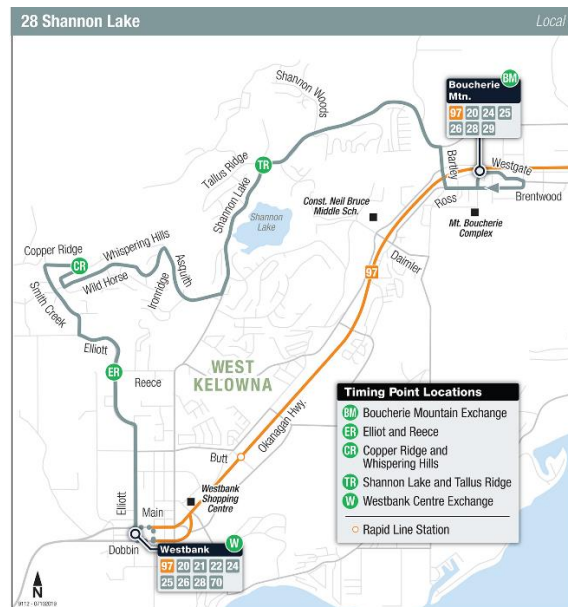 28 Shannon Lake
Local
Boucherie
Mtn.
BM
97 20 24 25
26 28 29
Shannon Woods
Bartley
Westgate
Tallus Ridge
TR
Shannon Lake
Const. Neil Bruce
Middle Sch.
Ross
Brentwood
Mt. Boucherie
Complex
Shannon
Lake
Copper Ridge
CR
Whispering Hills
Wild Horse
Ironridge
Asquith
Daimler
97
Smith Creek
Elliott
ER
Reece
WEST
KELOWNA
Okanagan Hwy.
Timing Point Locations
BM Boucherie Mountain Exchange
ER Elliot and Reece
CR Copper Ridge and
Whispering Hills
TR Shannon Lake and Tallus Ridge
W Westbank Centre Exchange
Rapid Line Station
Butt
Westbank
Shopping
Centre
Elliott
Main
Dobbin
Westbank
W
97 20 21 22 24
25 26 28 70
N